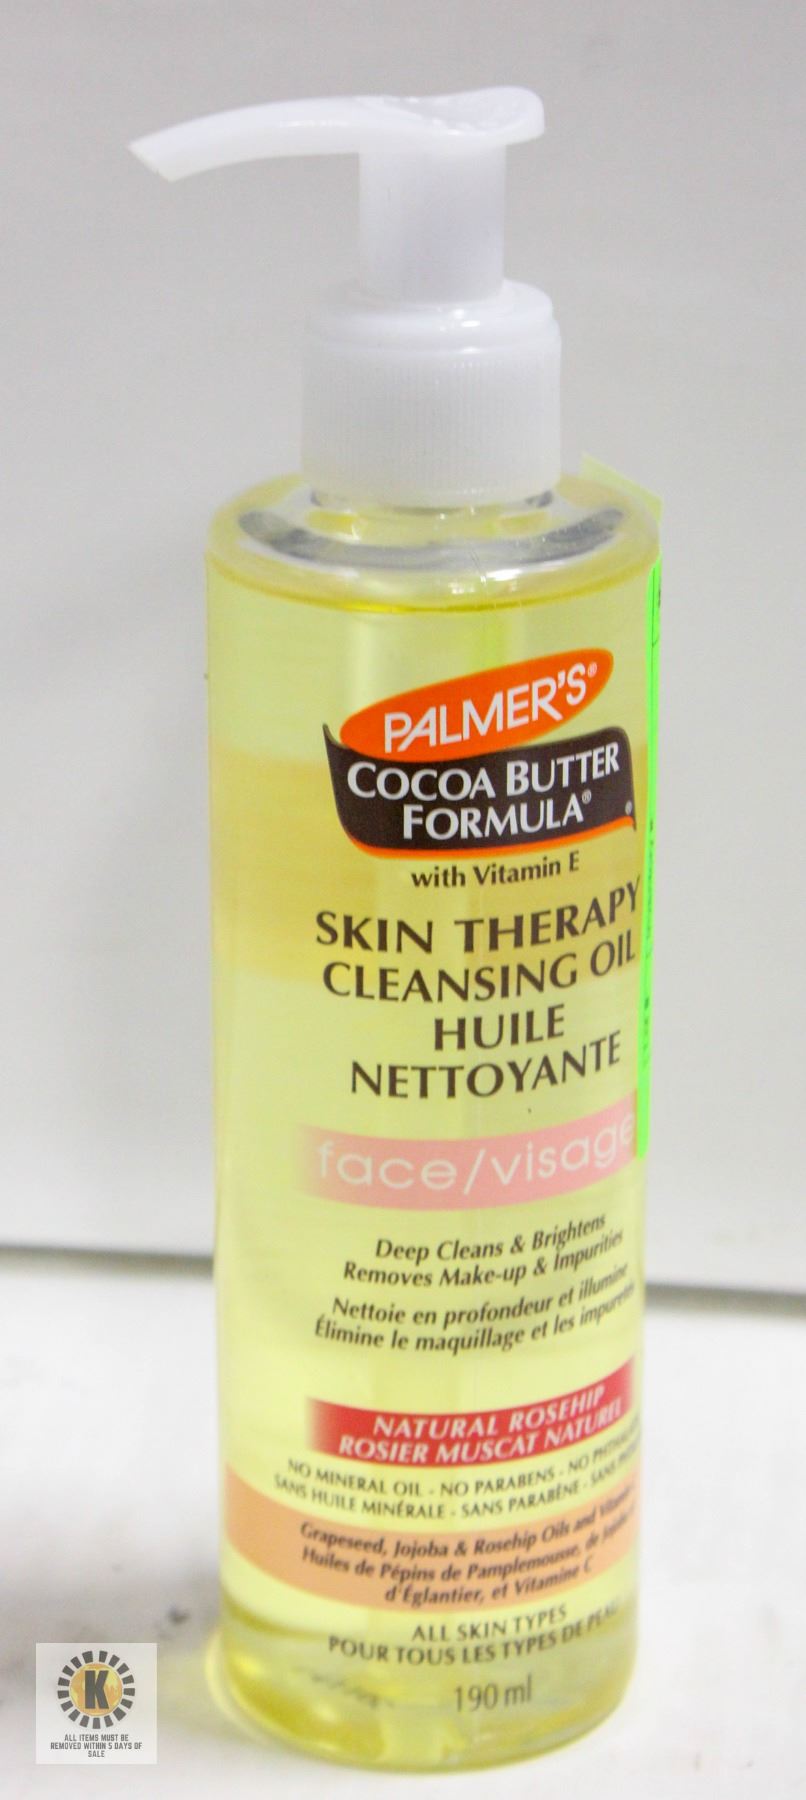 PALMER'S®
COCOA BUTTER
FORMULA®
with Vitamin E
SKIN THERAPY
CLEANSING OIL
HUILE
NETTOYANTE
face/visage
Deep Cleans & Brightens
Removes Make-up & Impurities
Nettoie en profondeur et illumine
Élimine le maquillage et les impuretés
NATURAL ROSEHIP
ROSIER MUSCAT NATUREL
NO MINERAL OIL - NO PARABENS - NO
SANS HUILE MINÉRALE - SANS PARABÈNE - SANS
Grapeseed, Jojoba & Rosehip Oils and Vitamin
Huiles de Pépins de Pamplemousse, de Jojoba
d'Églantier, et Vitamine C
ALL SKIN TYPES
POUR TOUS LES TYPES DE PEAU
190 ml
K
ALL ITEMS MUST BE
REMOVED WITHIN 5 DAYS OF
SALE